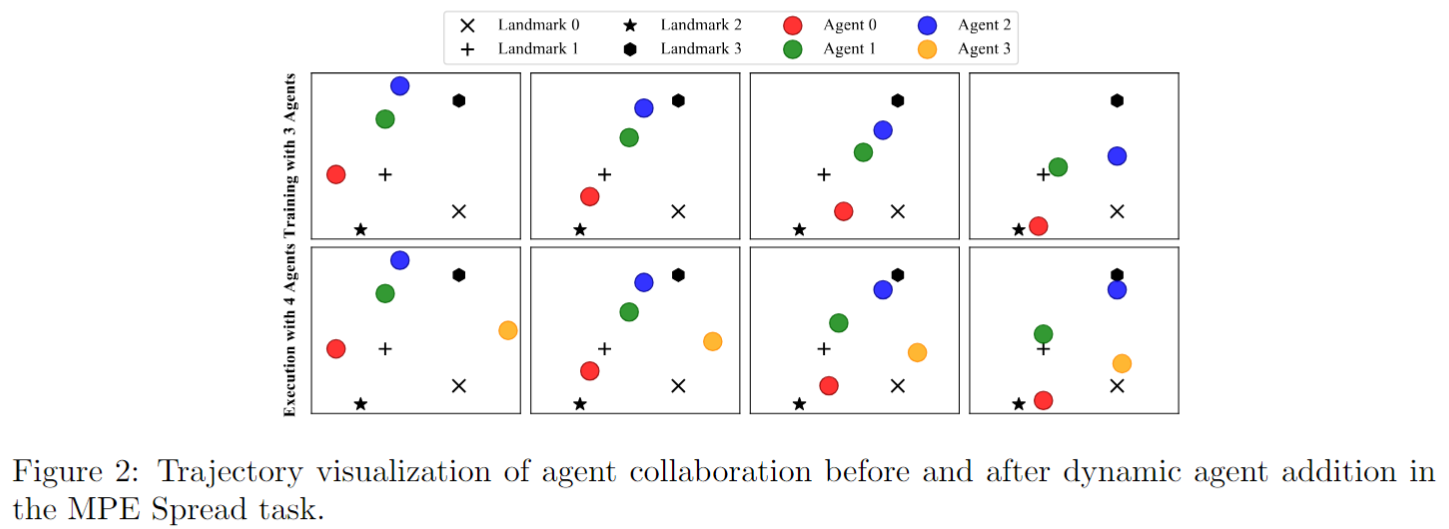 Landmark 0 Landmark 2 Agent 0 Agent 2
Landmark 1 Landmark 3 Agent 1 Agent 3
Training with 3 Agents
Execution with 4 Agents
Figure 2: Trajectory visualization of agent collaboration before and after dynamic agent addition in
the MPE Spread task.